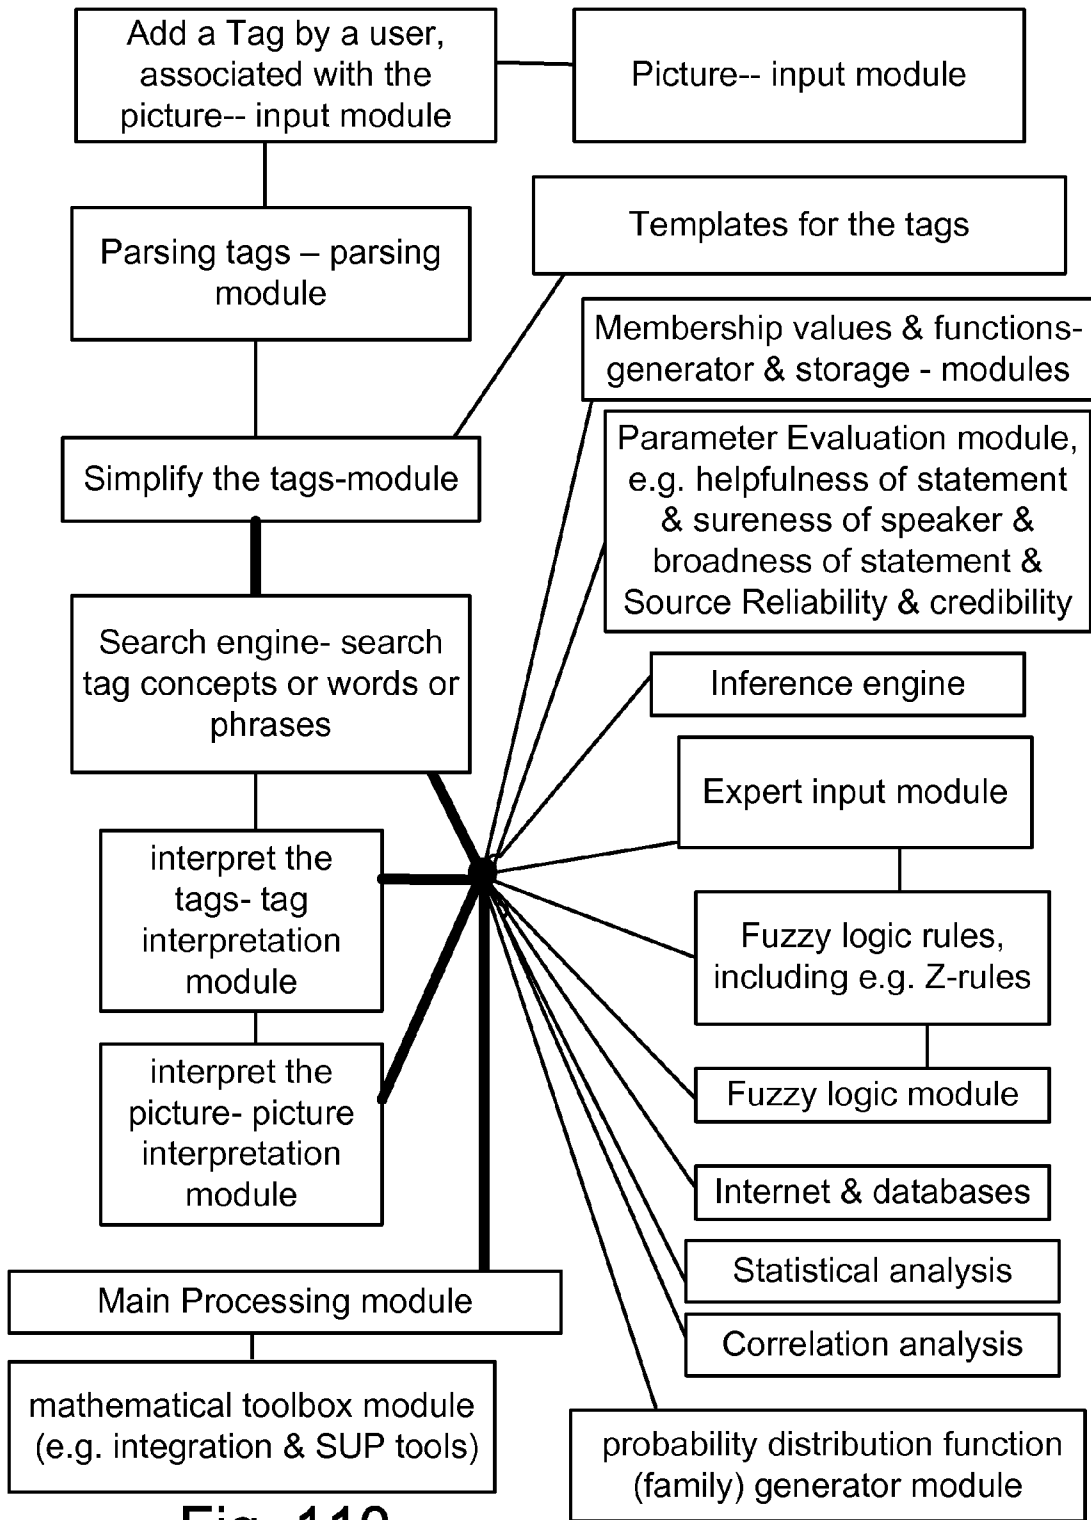 Add a Tag by a user,
associated with the
picture-- input module
Picture-- input module
Templates for the tags
Parsing tags – parsing
module
Membership values & functions-
generator & storage - modules
Parameter Evaluation module,
e.g. helpfulness of statement
& sureness of speaker &
broadness of statement &
Source Reliability & credibility
Simplify the tags-module
Search engine- search
tag concepts or words or
phrases
Inference engine
Expert input module
interpret the
tags- tag
interpretation
module
Fuzzy logic rules,
including e.g. Z-rules
interpret the
picture- picture
interpretation
module
Fuzzy logic module
Internet & databases
Statistical analysis
Main Processing module
Correlation analysis
mathematical toolbox module
(e.g. integration & SUP tools)
probability distribution function
(family) generator module